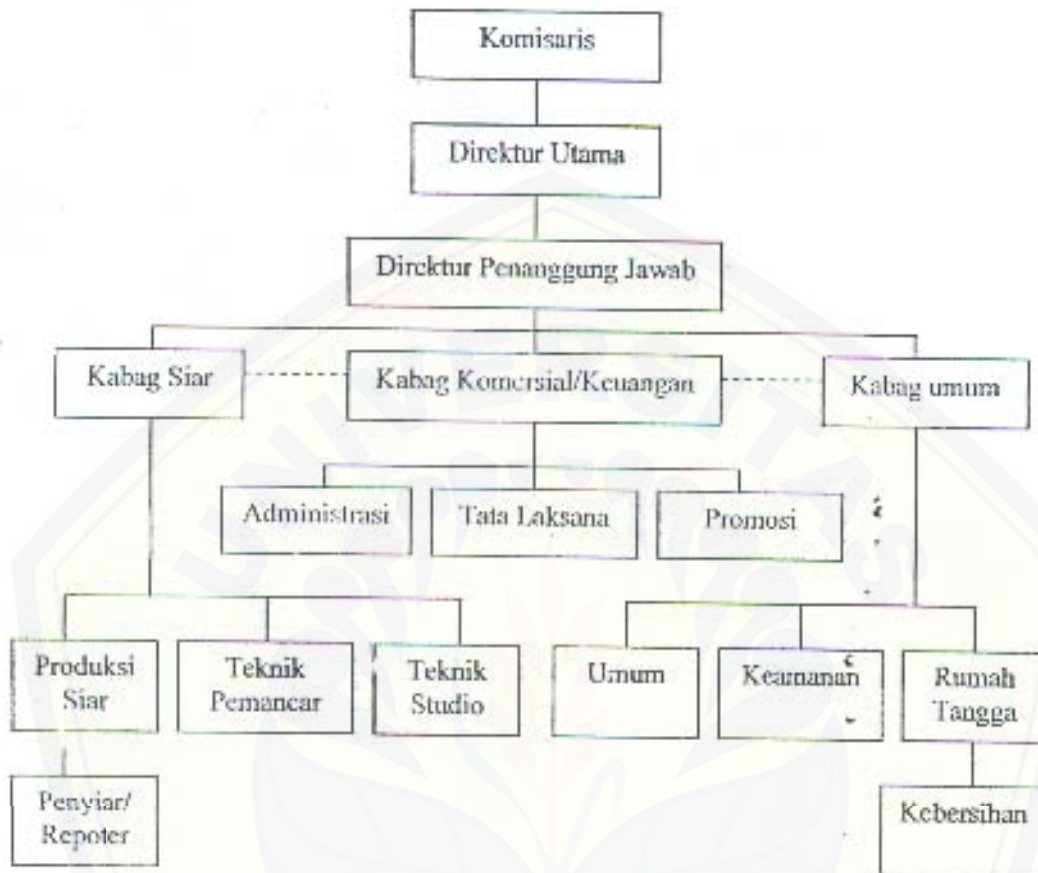 Komisaris
Direktur Utama
Direktur Penanggung Jawab
Kabag Siar
Kabag Komersial/Keuangan
Kabag umum
Administrasi
Tata Laksana
Promosi
Produksi
Siar
Teknik
Pemancar
Teknik
Studio
Umum
Keamanan
Rumah
Tangga
Penyiar/
Repoter
Kebersihan
UNIVERSITAS